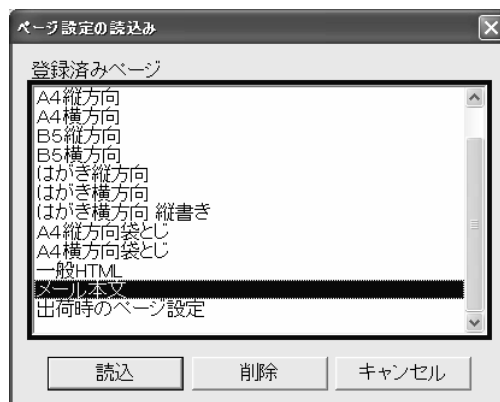 ページ設定の読込み
登録済みページ
A4縦方向
A4横方向
B5縦方向
B5横方向
はがき縦方向
はがき横方向
はがき横方向 縦書き
A4縦方向袋とじ
A4横方向袋とじ
一般HTML
メール本文
出荷時のページ設定
読込 削除 キャンセル